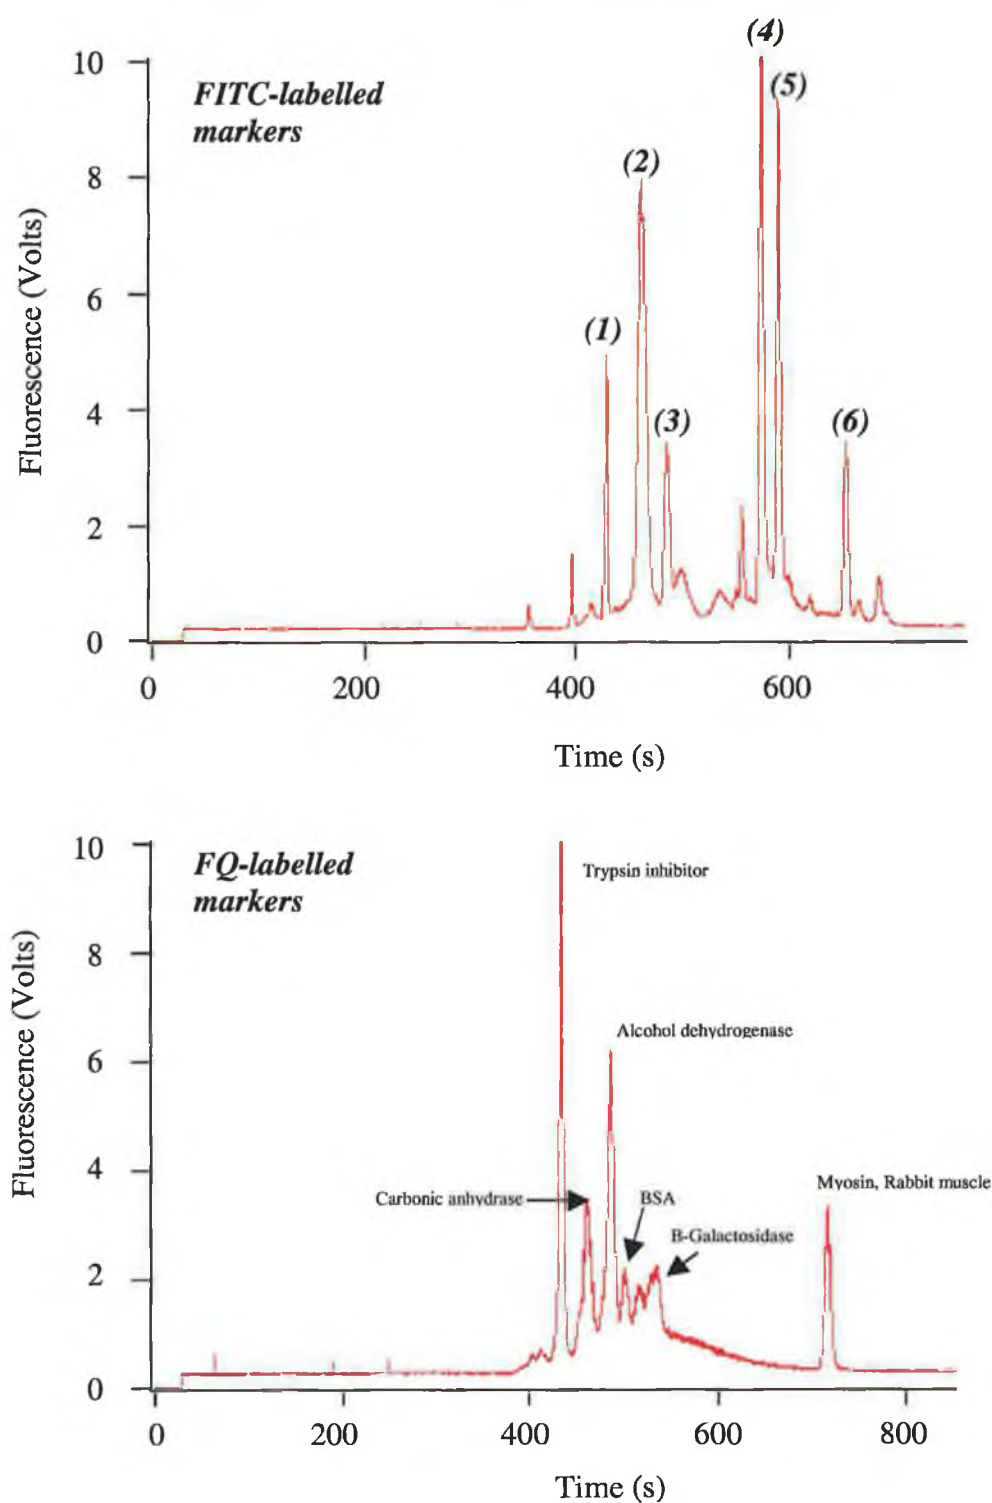 (4)
10
FITC-labelled
markers
(5)
(2)
8
6
(1)
4
(3)
(6)
2
0
Fluorescence (Volts)
0 200 400 600
Time (s)
10
FQ-labelled
markers
Trypsin inhibitor
8
Alcohol dehydrogenase
6
4
Carbonic anhydrase
BSA
Myosin, Rabbit muscle
B-Galactosidase
2
0
Fluorescence (Volts)
0 200 400 600 800
Time (s)